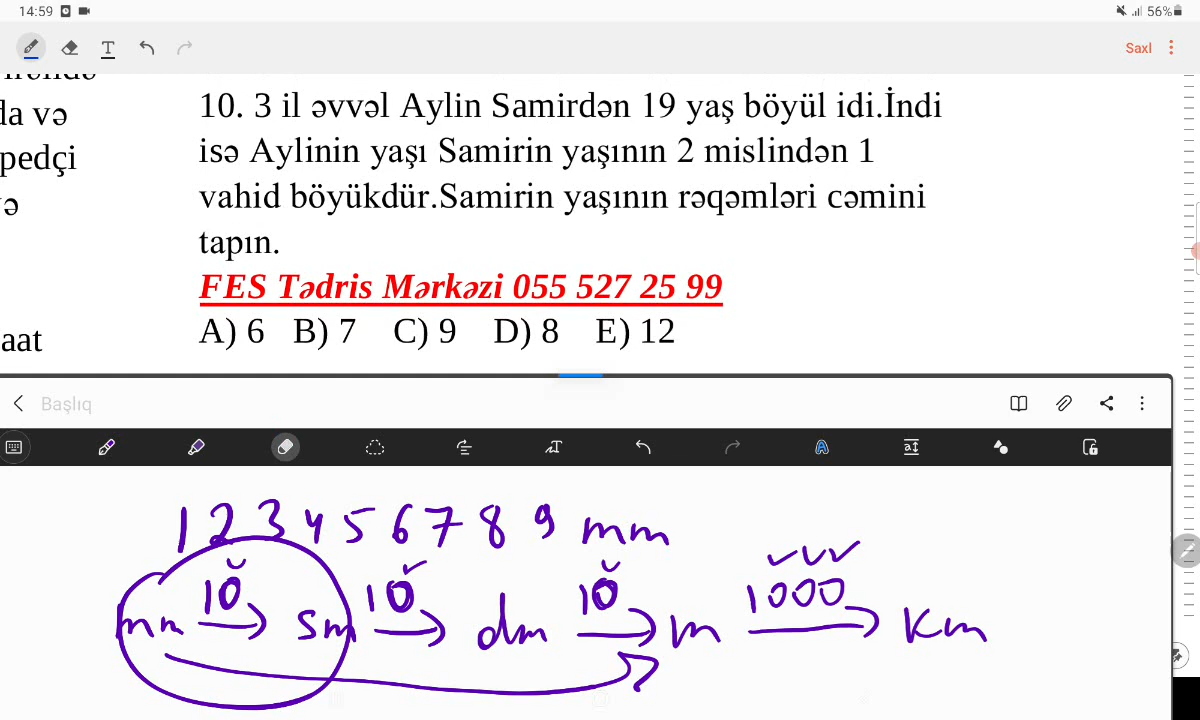 14:59 56%
T Saxl
da və
pedçi
ə
aat
10. 3 il əvvəl Aylin Samirdən 19 yaş böyül idi.İndi
isə Aylinin yaşı Samirin yaşının 2 mislindən 1
vahid böyükdür.Samirin yaşının rəqəmləri cəmini
tapın.
FES Tədris Mərkəzi 055 527 25 99
A) 6 B) 7 C) 9 D) 8 E) 12
Başlıq
1 2 3 4 5 6 7 8 9 mm
10 10 10 1000
mm sm dm m km